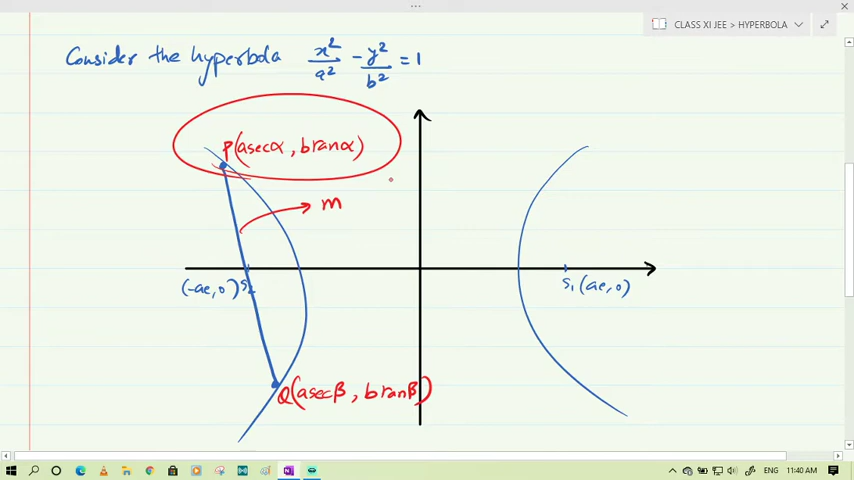 CLASS XI JEE > HYPERBOLA
Consider the hyperbola x²/a² - y²/b² = 1
P(asecα, btanα)
m
(-ae,0) S₂
S₁ (ae,0)
Q(asecβ, btanβ)
ENG 11:40 AM